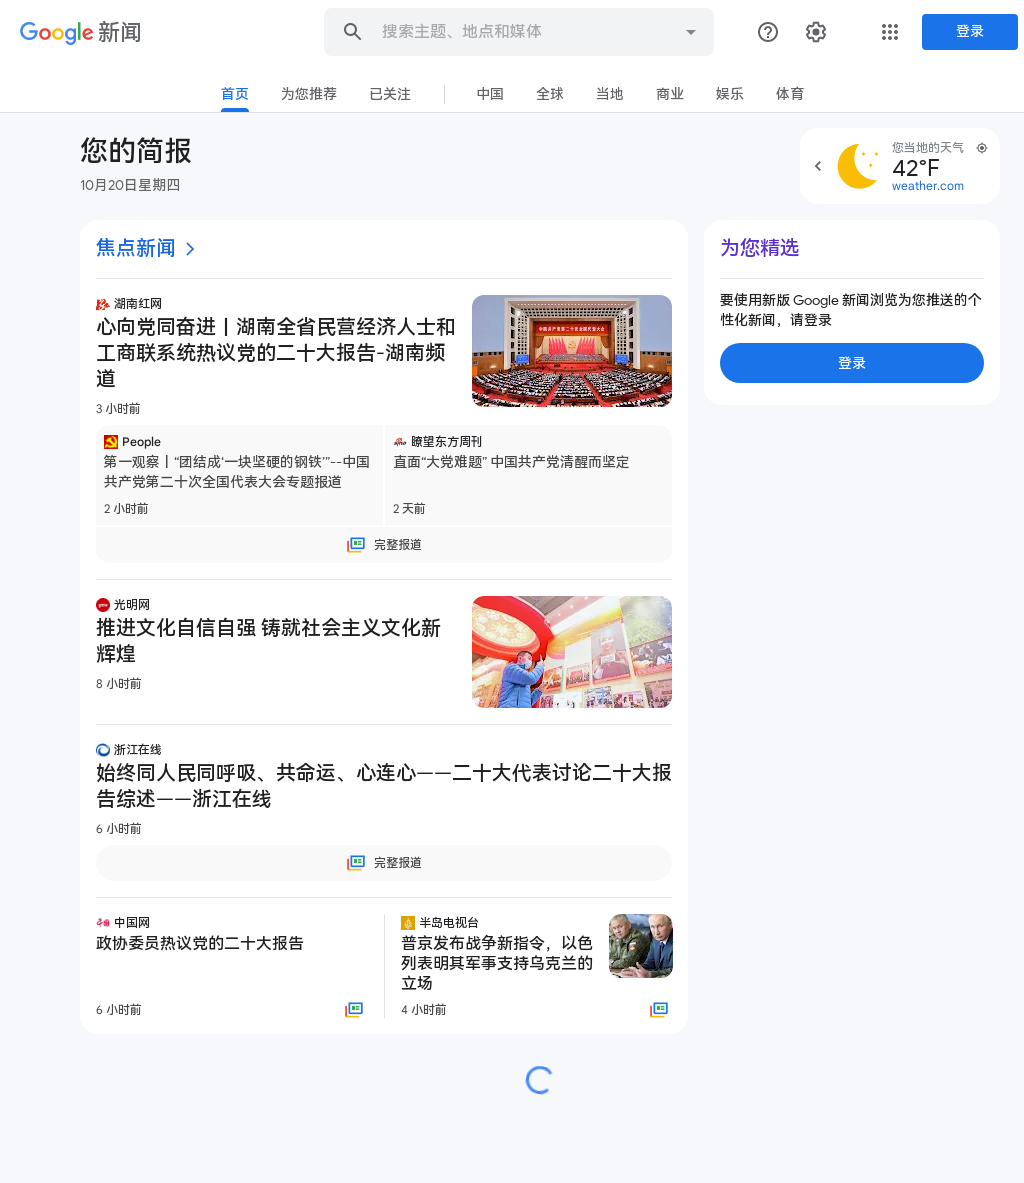 Google 新闻
搜索主题、地点和媒体
登录
首页 为您推荐 已关注 中国 全球 当地 商业 娱乐 体育
您的简报
10月20日星期四
您当地的天气
42°F
weather.com
焦点新闻
湖南红网
心向党同奋进丨湖南全省民营经济人士和
工商联系统热议党的二十大报告-湖南频
道
3 小时前
People
第一观察丨“团结成‘一块坚硬的钢铁’”--中国
共产党第二十次全国代表大会专题报道
2 小时前
瞭望东方周刊
直面“大党难题” 中国共产党清醒而坚定
2 天前
完整报道
光明网
推进文化自信自强 铸就社会主义文化新
辉煌
8 小时前
浙江在线
始终同人民同呼吸、共命运、心连心——二十大代表讨论二十大报
告综述——浙江在线
6 小时前
完整报道
中国网
政协委员热议党的二十大报告
6 小时前
半岛电视台
普京发布战争新指令，以色
列表明其军事支持乌克兰的
立场
4 小时前
为您精选
要使用新版 Google 新闻浏览为您推送的个
性化新闻，请登录
登录